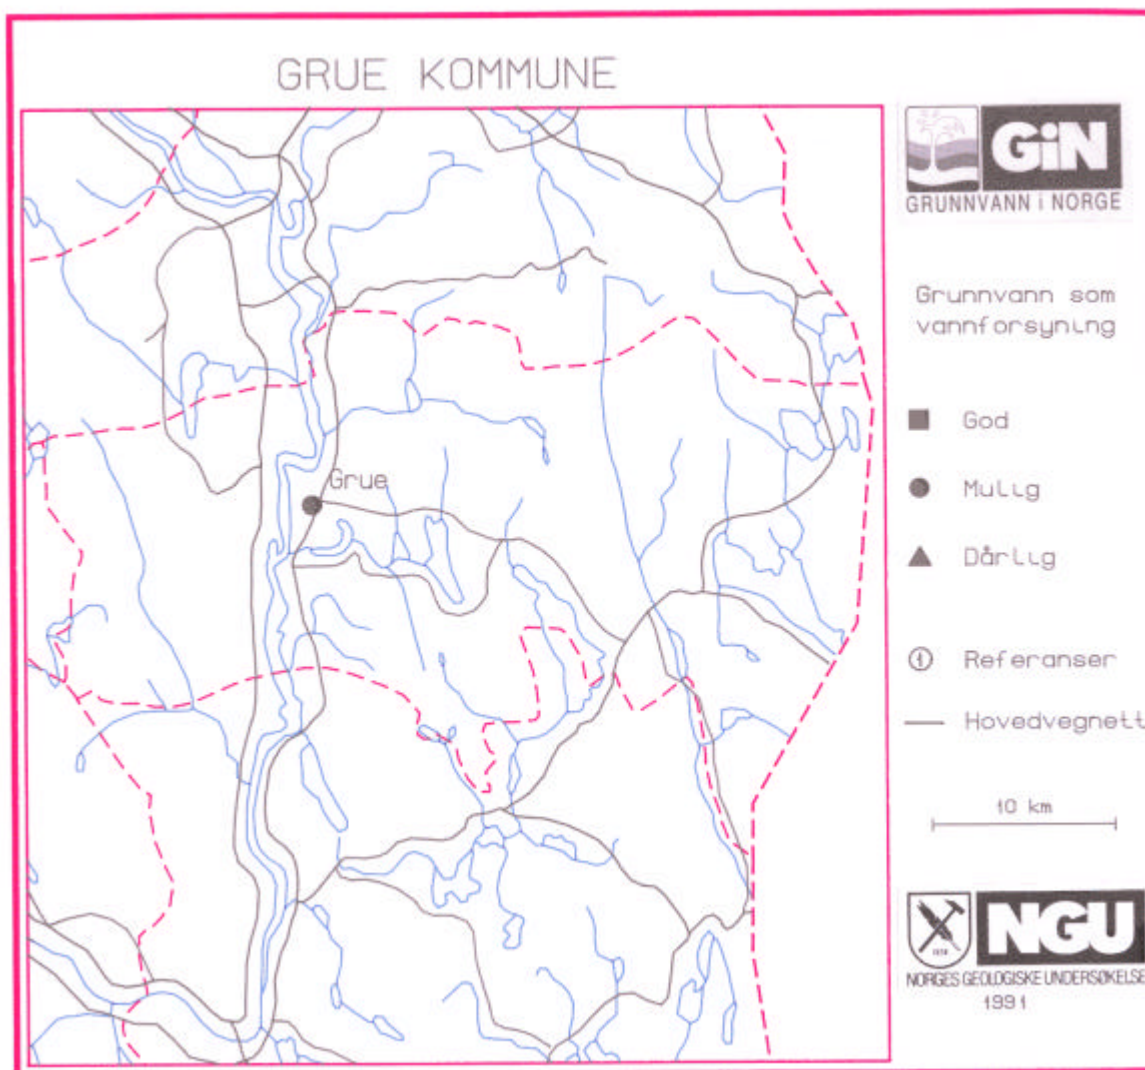 GRUE KOMMUNE
GiN
GRUNNVANN i NORGE
Grunnvann som
vannforsyning
God
Mulig
Dårlig
1 Referanser
Hovedvegnett
10 km
Grue
NGU
NORGES GEOLOGISKE UNDERSØKELSE
1991